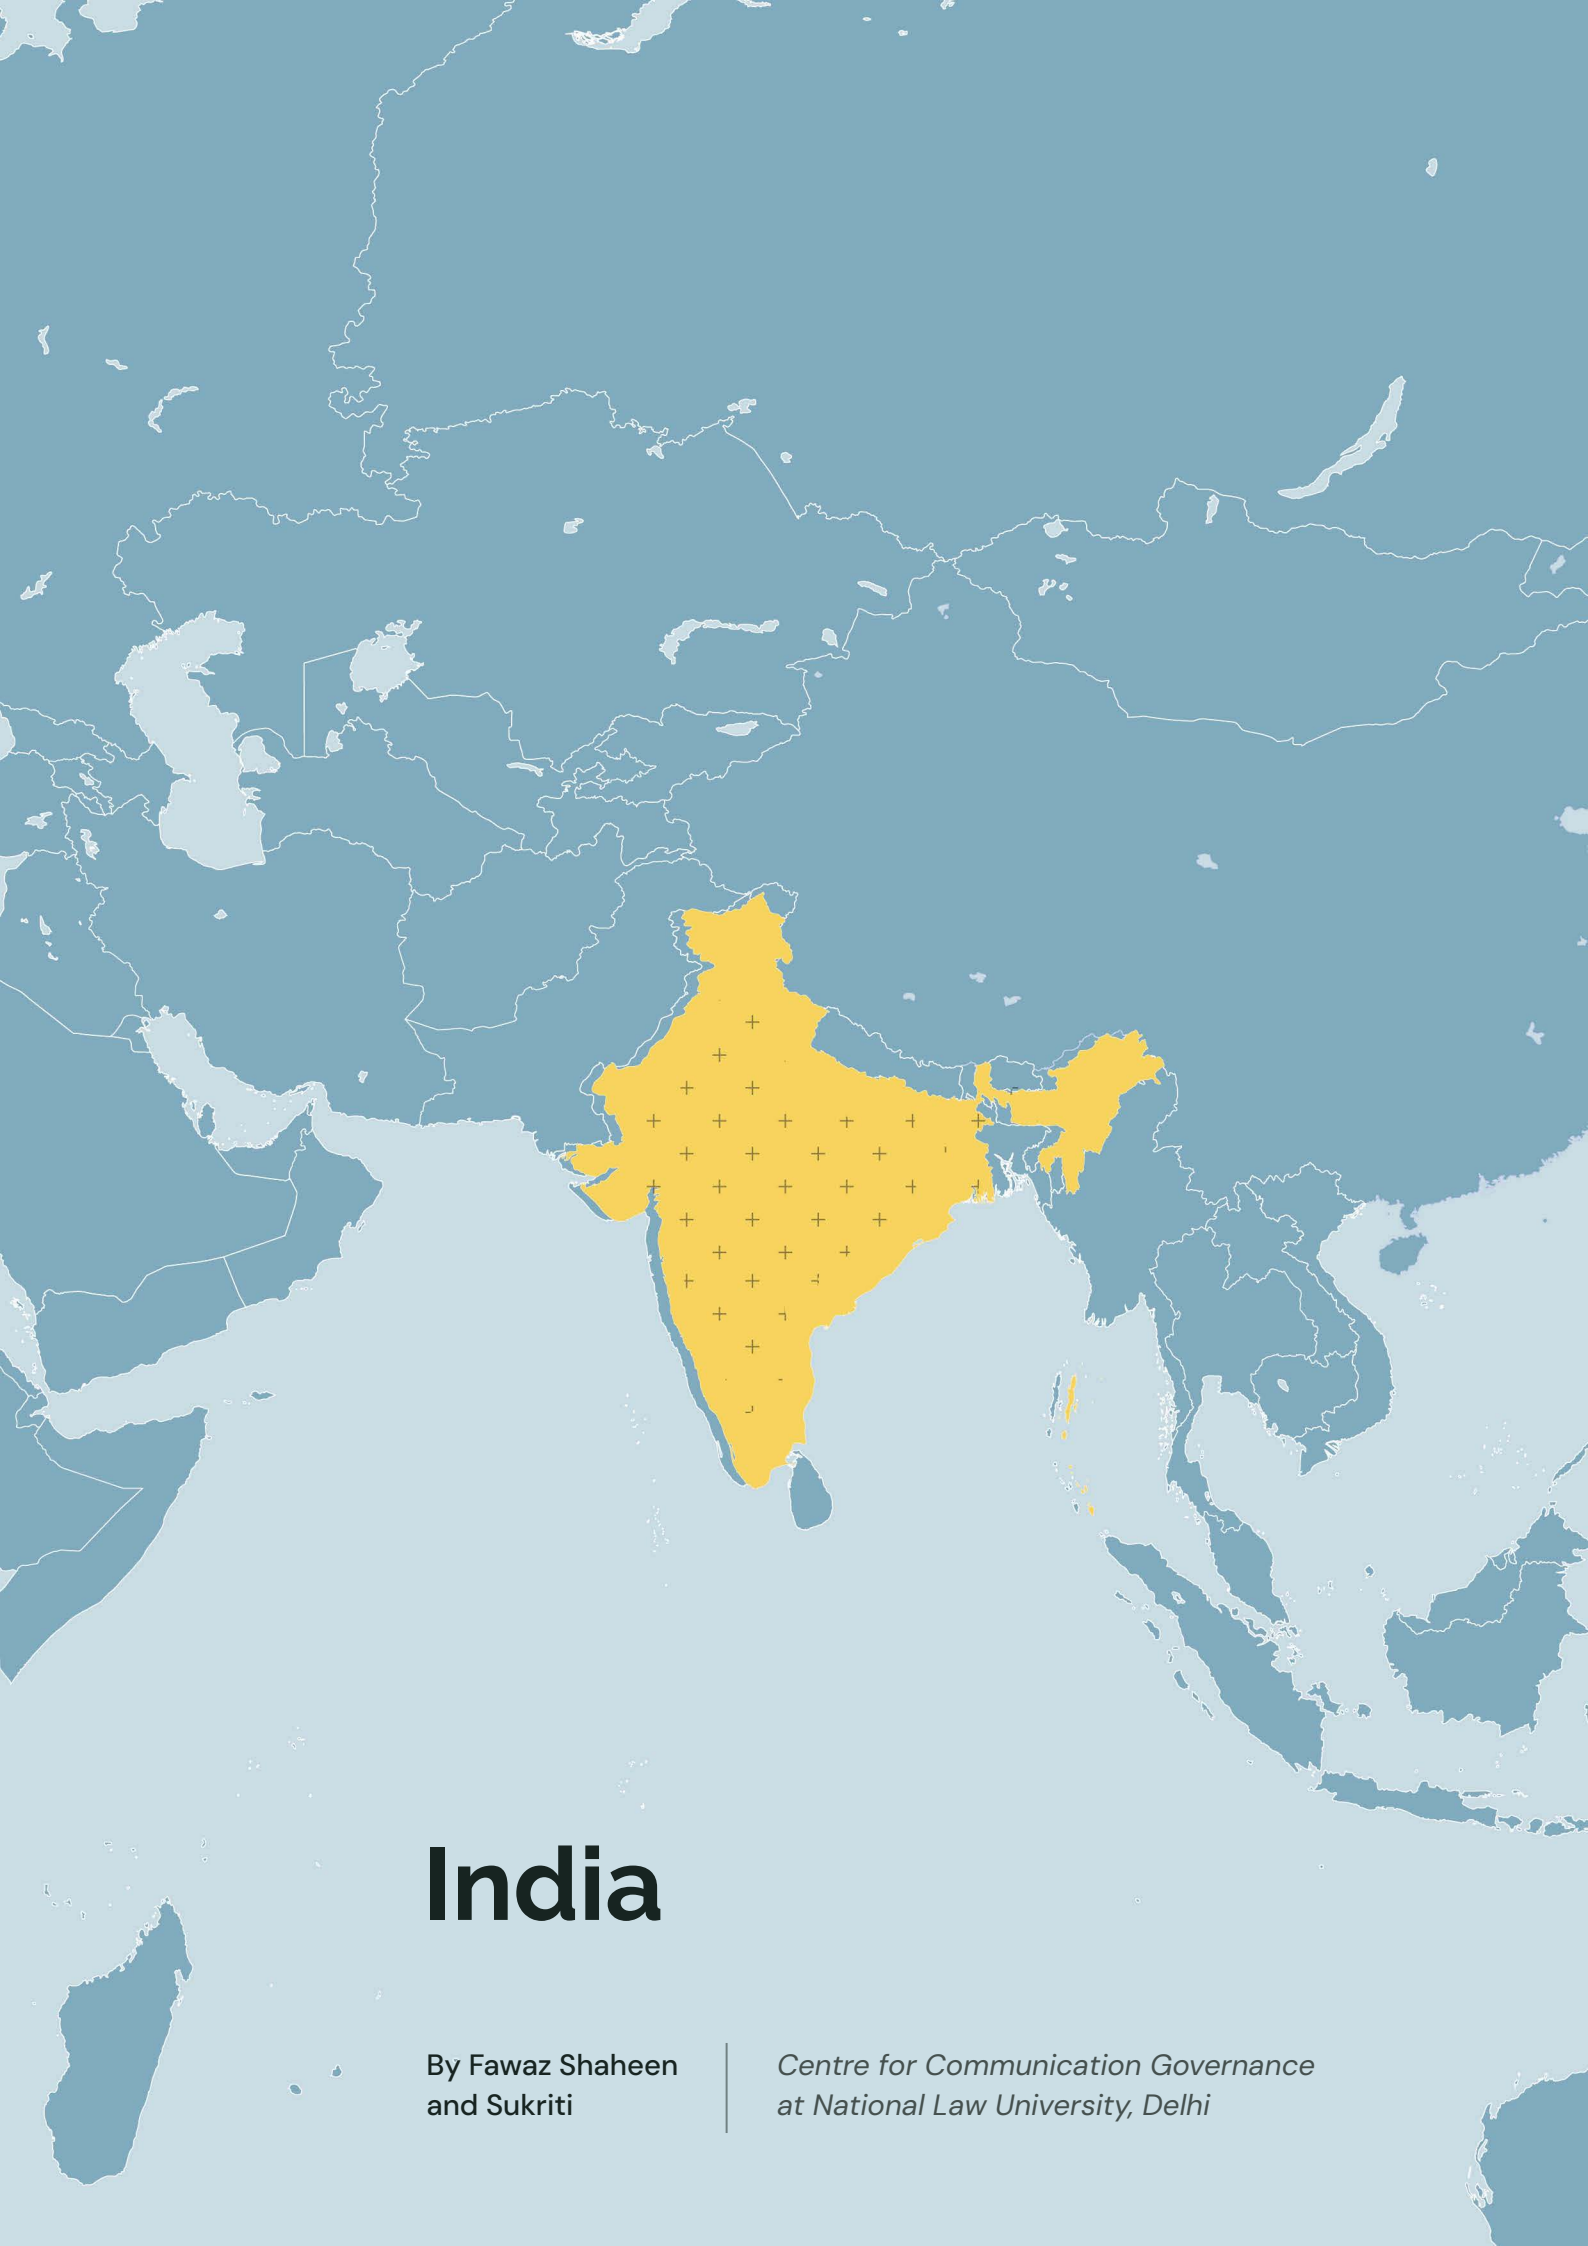 India
By Fawaz Shaheen
and Sukriti
Centre for Communication Governance
at National Law University, Delhi